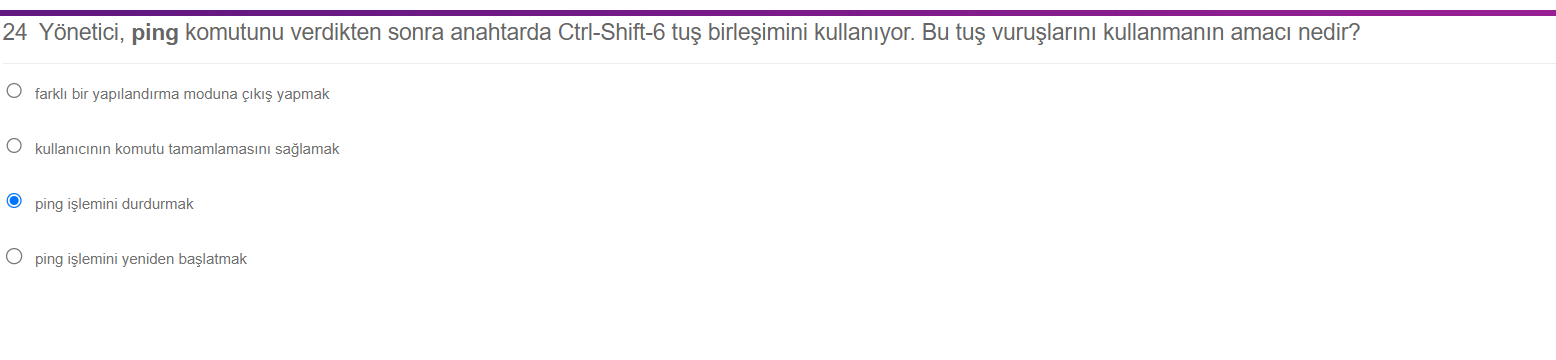 24 Yönetici, ping komutunu verdikten sonra anahtarda Ctrl-Shift-6 tuş birleşimini kullanıyor. Bu tuş vuruşlarını kullanmanın amacı nedir?
farklı bir yapılandırma moduna çıkış yapmak
kullanıcının komutu tamamlamasını sağlamak
ping işlemini durdurmak
ping işlemini yeniden başlatmak